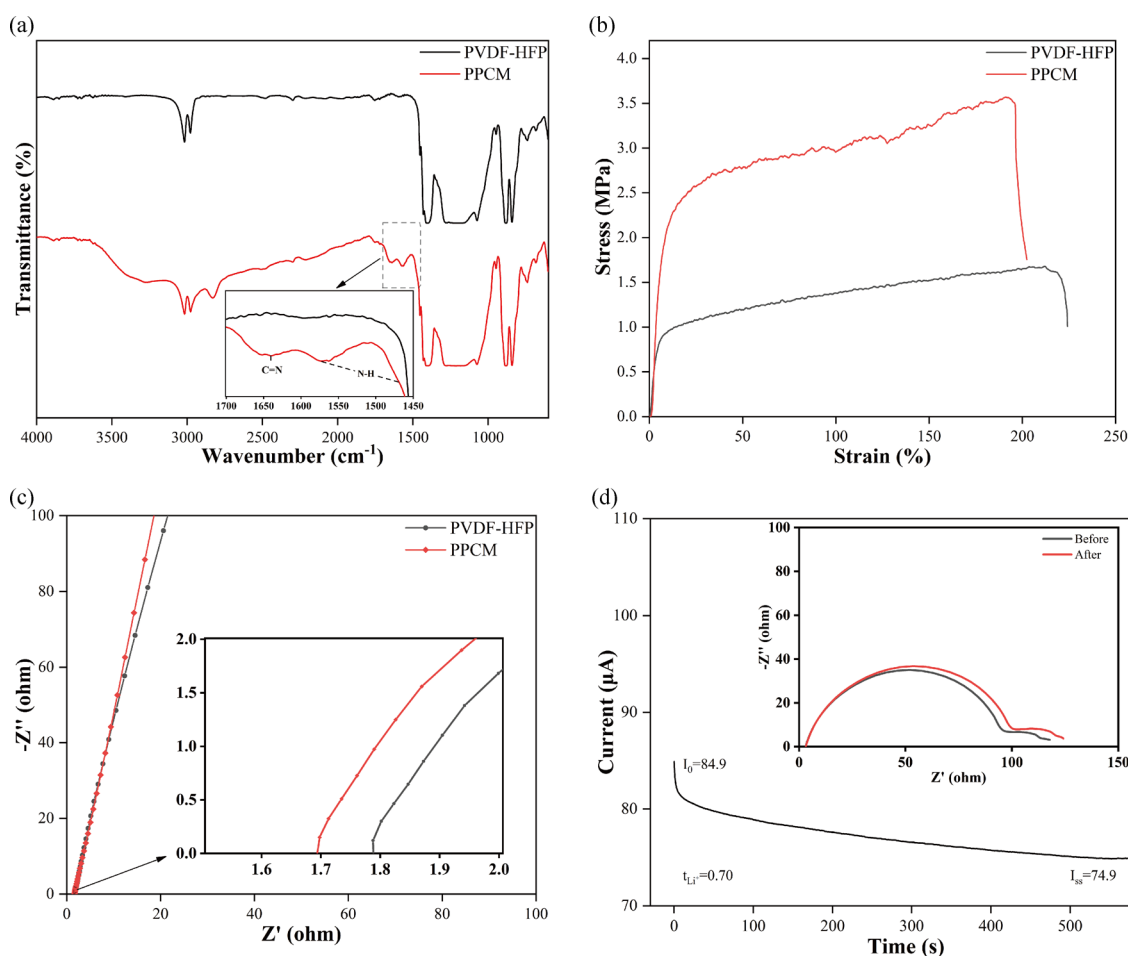 (a)
PVDF-HFP
PPCM
Transmittance (%)
C=N
N-H
1700 1650 1600 1550 1500 1450
4000 3000 2000 1000
Wavenumber (cm⁻¹)
(b)
PVDF-HFP
PPCM
Stress (MPa)
4.0
3.5
3.0
2.5
2.0
1.5
1.0
0.5
0.0
0 50 100 150 200 250
Strain (%)
(c)
PVDF-HFP
PPCM
-Z'' (ohm)
100
80
60
40
20
0
2.0
1.5
1.0
0.5
0.0
1.6 1.7 1.8 1.9 2.0
0 20 40 60 80 100
Z' (ohm)
(d)
Current (μA)
110
100
90
80
70
Before
After
-Z'' (ohm)
100
80
60
40
20
0
0 50 100 150
Z' (ohm)
I₀=84.9
tLi⁺=0.70
Iss=74.9
0 100 200 300 400 500
Time (s)